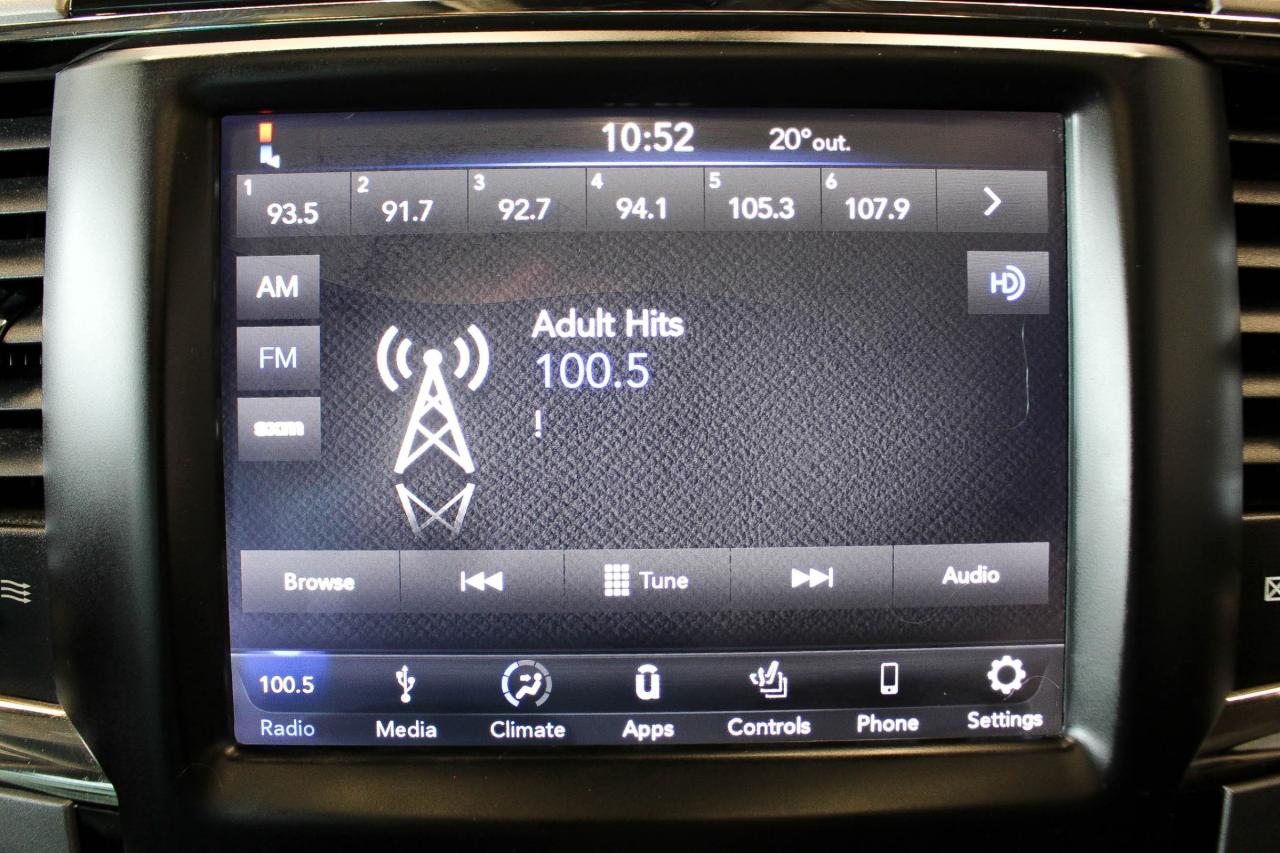 10:52 20° out.
1 2 3 4 5 6
93.5 91.7 92.7 94.1 105.3 107.9
AM HD
Adult Hits
100.5
FM
!
sxm
Browse Tune Audio
100.5
Radio Media Climate Apps Controls Phone Settings